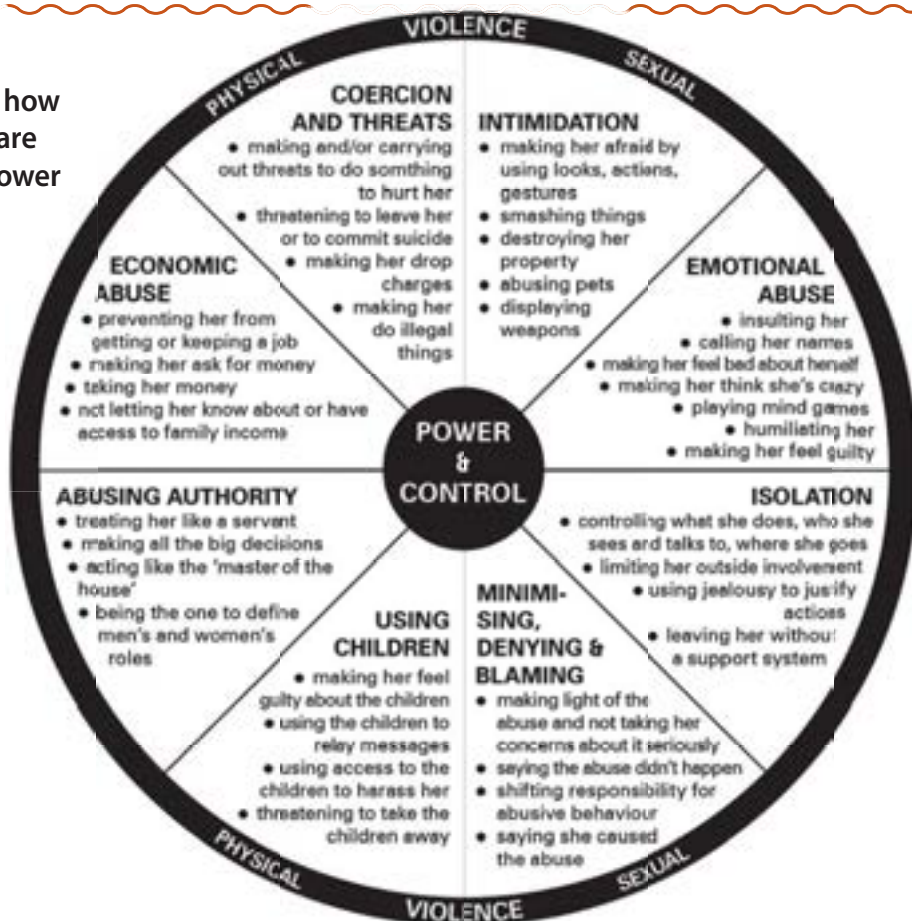 how
are
ower
VIOLENCE
PHYSICAL
SEXUAL
COERCION
AND THREATS
• making and/or carrying
out threats to do somthing
to hurt her
• threatening to leave her
or to commit suicide
• making her drop
charges
• making her
do illegal
things
INTIMIDATION
• making her afraid by
using looks, actions,
gestures
• smashing things
• destroying her
property
• abusing pets
• displaying
weapons
EMOTIONAL
ABUSE
• insulting her
• calling her names
• making her feel bad about herself
• making her think she's crazy
• playing mind games
• humiliating her
• making her feel guilty
ISOLATION
• controlling what she does, who she
sees and talks to, where she goes
• limiting her outside involvement
• using jealousy to justify
actions
• leaving her without
a support system
MINIMI-
SING,
DENYING &
BLAMING
• making light of the
abuse and not taking her
concerns about it seriously
• saying the abuse didn't happen
• shifting responsibility for
abusive behaviour
• saying she caused
the abuse
USING
CHILDREN
• making her feel
guilty about the children
• using the children to
relay messages
• using access to the
children to harass her
• threatening to take the
children away
ABUSING AUTHORITY
• treating her like a servant
• making all the big decisions
• acting like the 'master of the
house'
• being the one to define
men's and women's
roles
ECONOMIC
ABUSE
• preventing her from
getting or keeping a job
• making her ask for money
• taking her money
• not letting her know about or have
access to family income
POWER
&
CONTROL
PHYSICAL
SEXUAL
VIOLENCE